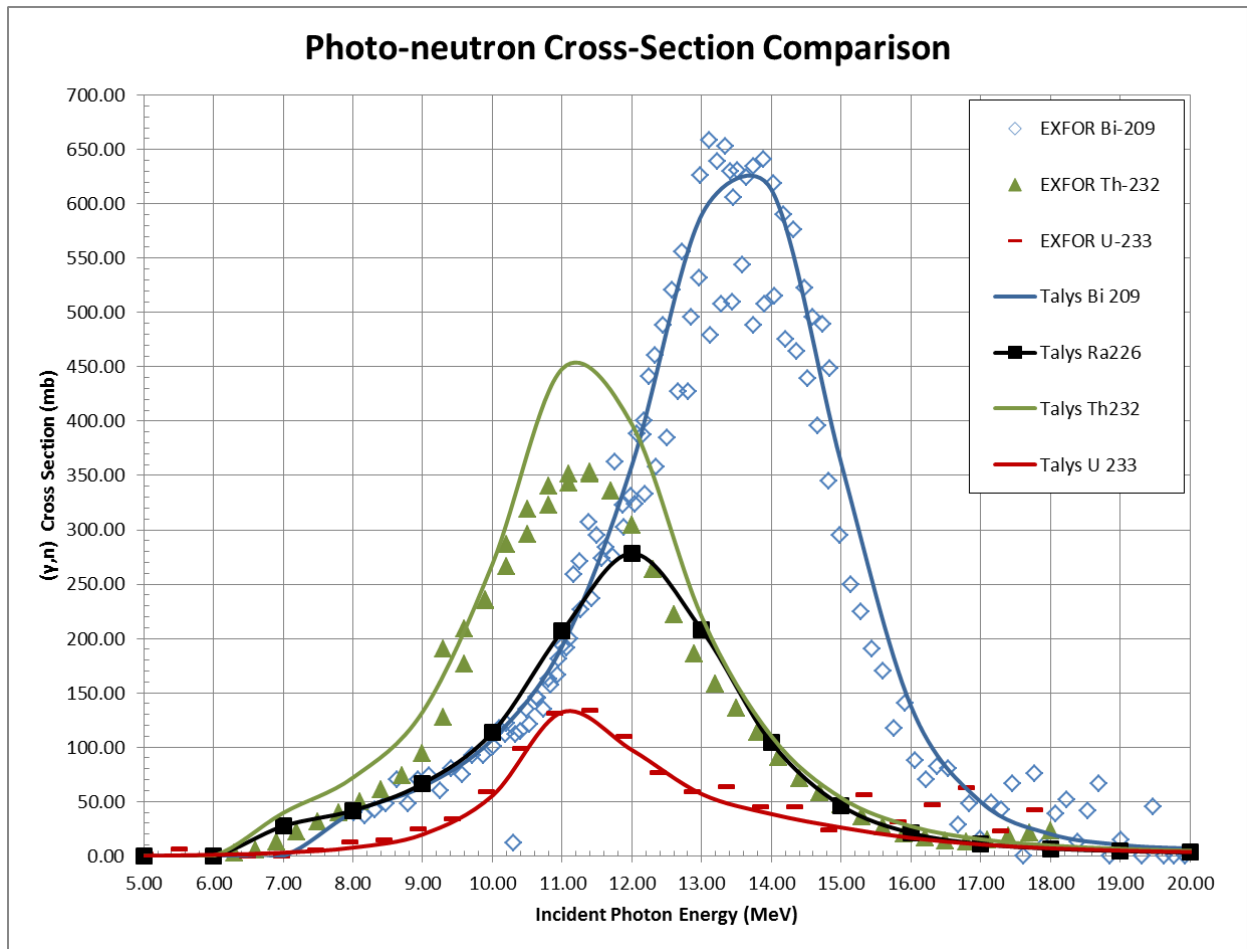 Photo-neutron Cross-Section Comparison
(γ,n) Cross Section (mb)
700.00
650.00
600.00
550.00
500.00
450.00
400.00
350.00
300.00
250.00
200.00
150.00
100.00
50.00
0.00
EXFOR Bi-209
EXFOR Th-232
EXFOR U-233
Talys Bi 209
Talys Ra226
Talys Th232
Talys U 233
5.00 6.00 7.00 8.00 9.00 10.00 11.00 12.00 13.00 14.00 15.00 16.00 17.00 18.00 19.00 20.00
Incident Photon Energy (MeV)